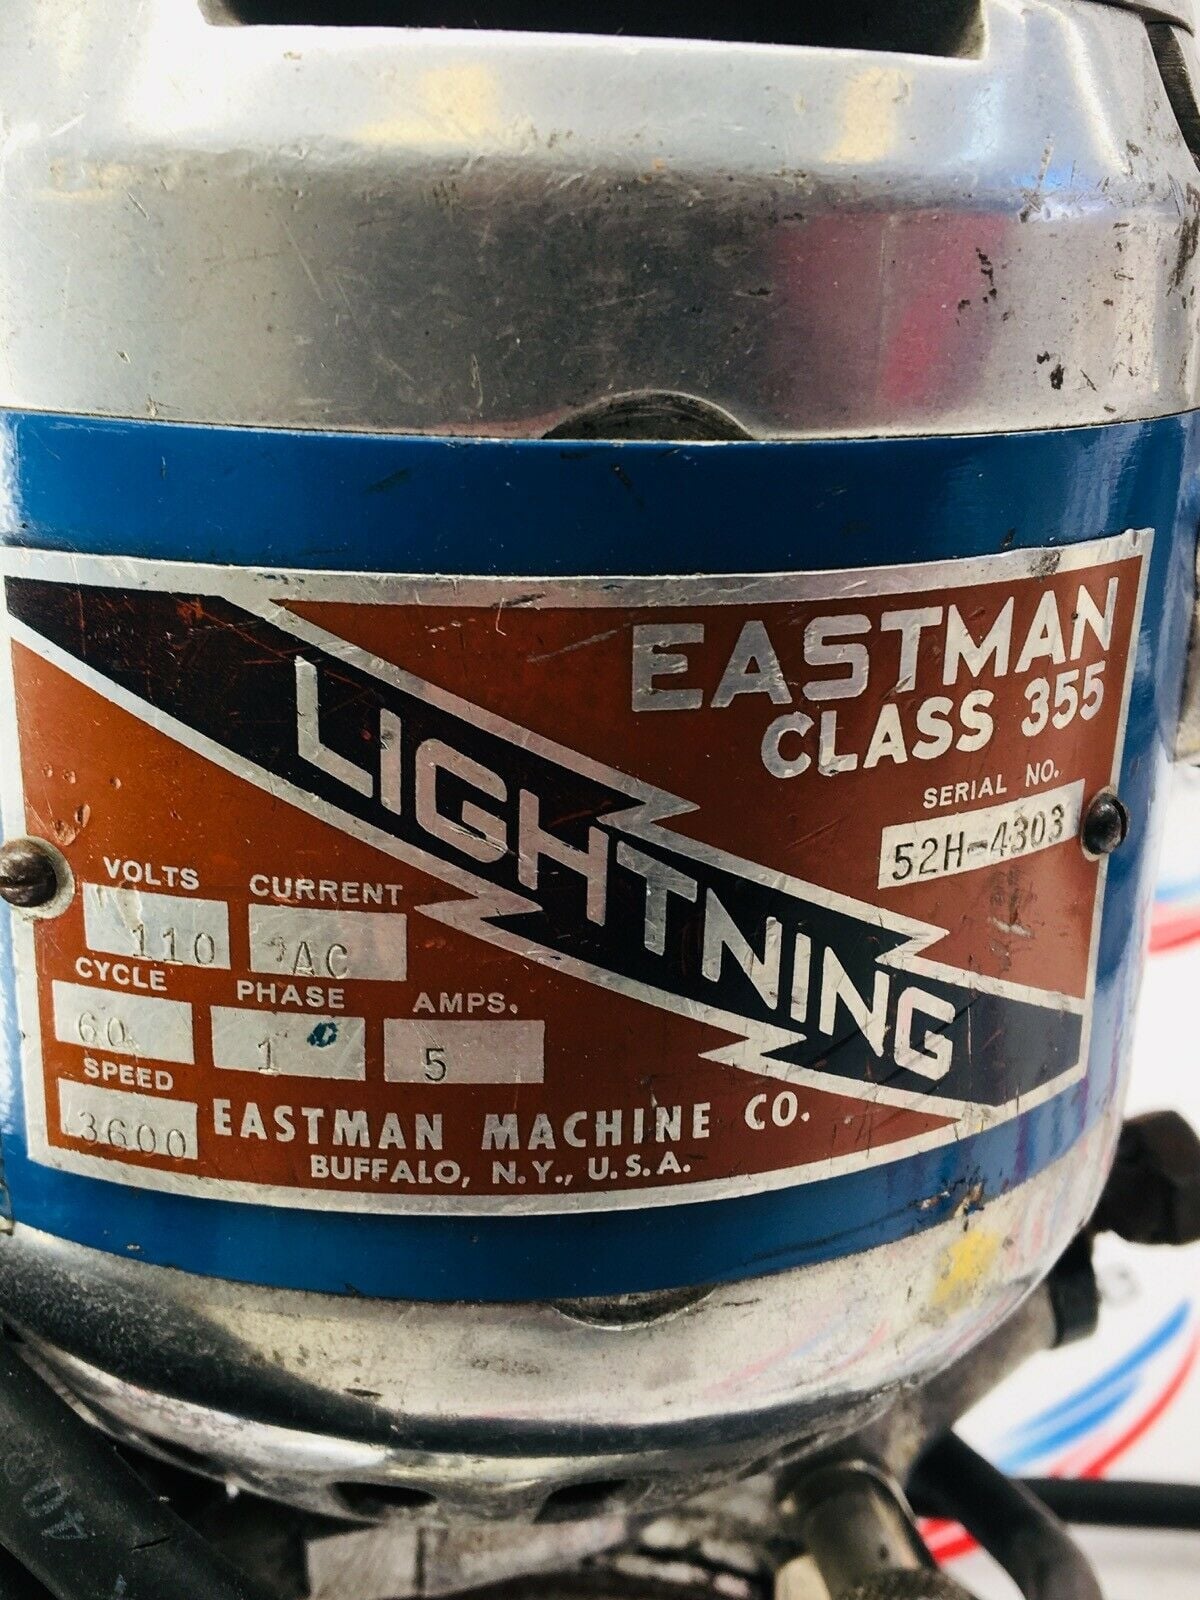 EASTMAN
CLASS 355
LIGHTNING
SERIAL NO.
52H-4303
VOLTS CURRENT
110 AC
CYCLE PHASE AMPS.
60 1 5
SPEED
3600
EASTMAN MACHINE CO.
BUFFALO, N.Y., U.S.A.